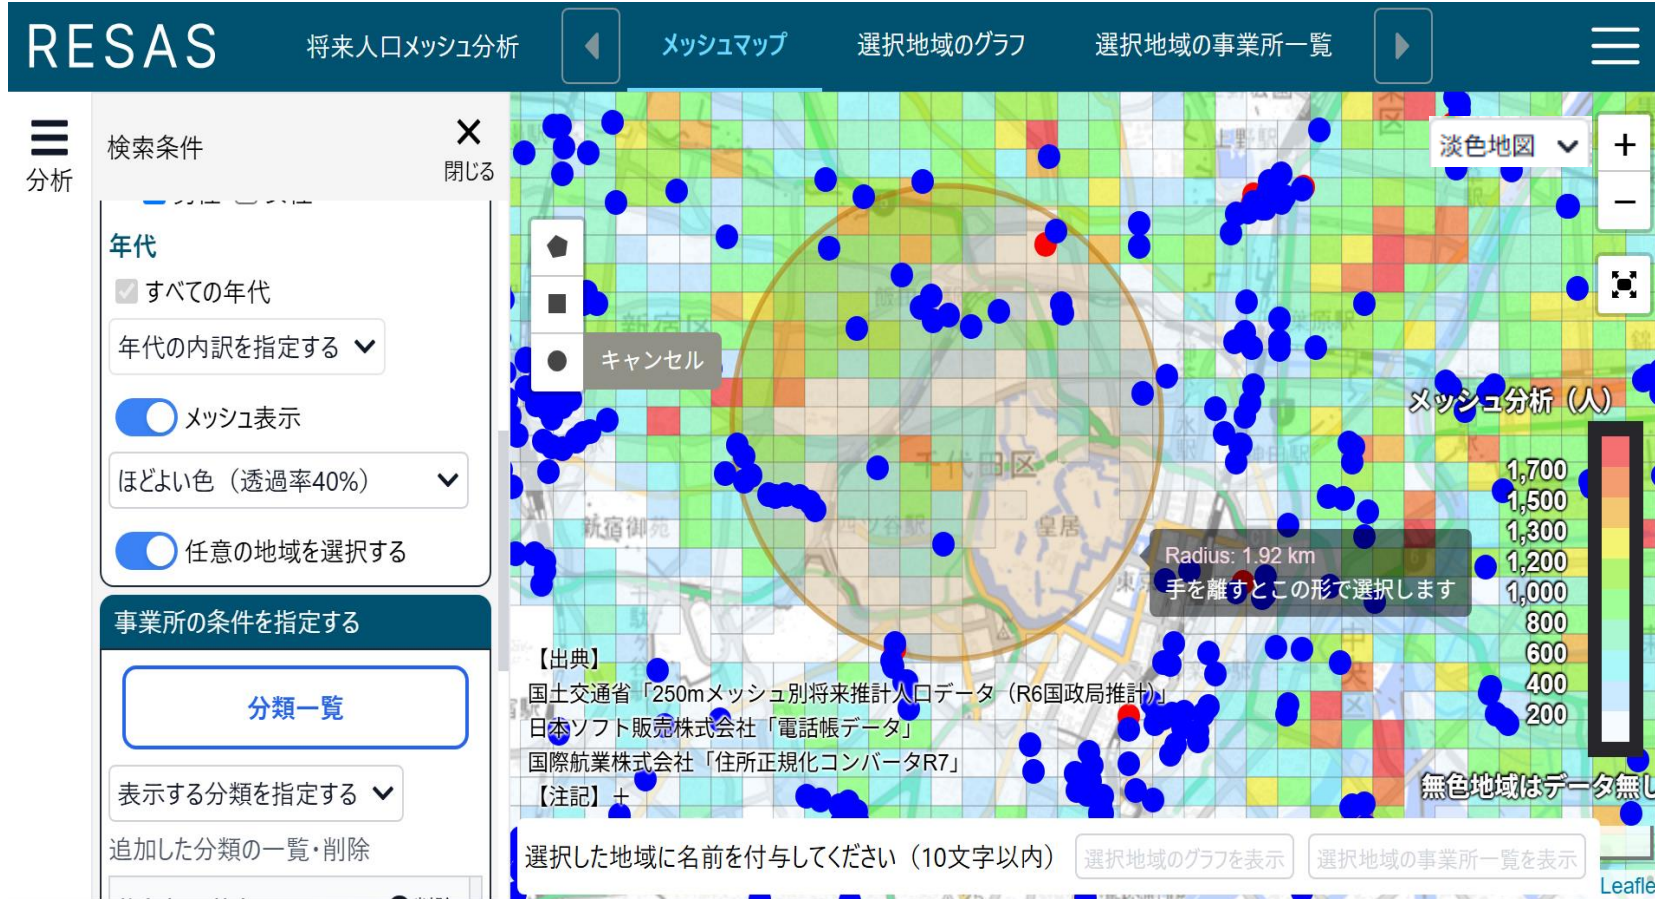 RESAS
将来人口メッシュ分析
メッシュマップ
選択地域のグラフ
選択地域の事業所一覧
分析
検索条件
閉じる
年代
すべての年代
年代の内訳を指定する
メッシュ表示
ほどよい色（透過率40%）
任意の地域を選択する
事業所の条件を指定する
分類一覧
表示する分類を指定する
追加した分類の一覧・削除
淡色地図
+
−
キャンセル
上野駅
新宿区
千代田区
新宿御苑
四ツ谷駅
皇居
Radius: 1.92 km
手を離すとこの形で選択します
メッシュ分析（人）
1,700
1,500
1,300
1,200
1,000
800
600
400
200
無色地域はデータ無し
【出典】
国土交通省「250mメッシュ別将来推計人口データ（R6国政局推計）」
日本ソフト販売株式会社「電話帳データ」
国際航業株式会社「住所正規化コンバータR7」
【注記】＋
選択した地域に名前を付与してください（10文字以内）
選択地域のグラフを表示
選択地域の事業所一覧を表示
Leafle